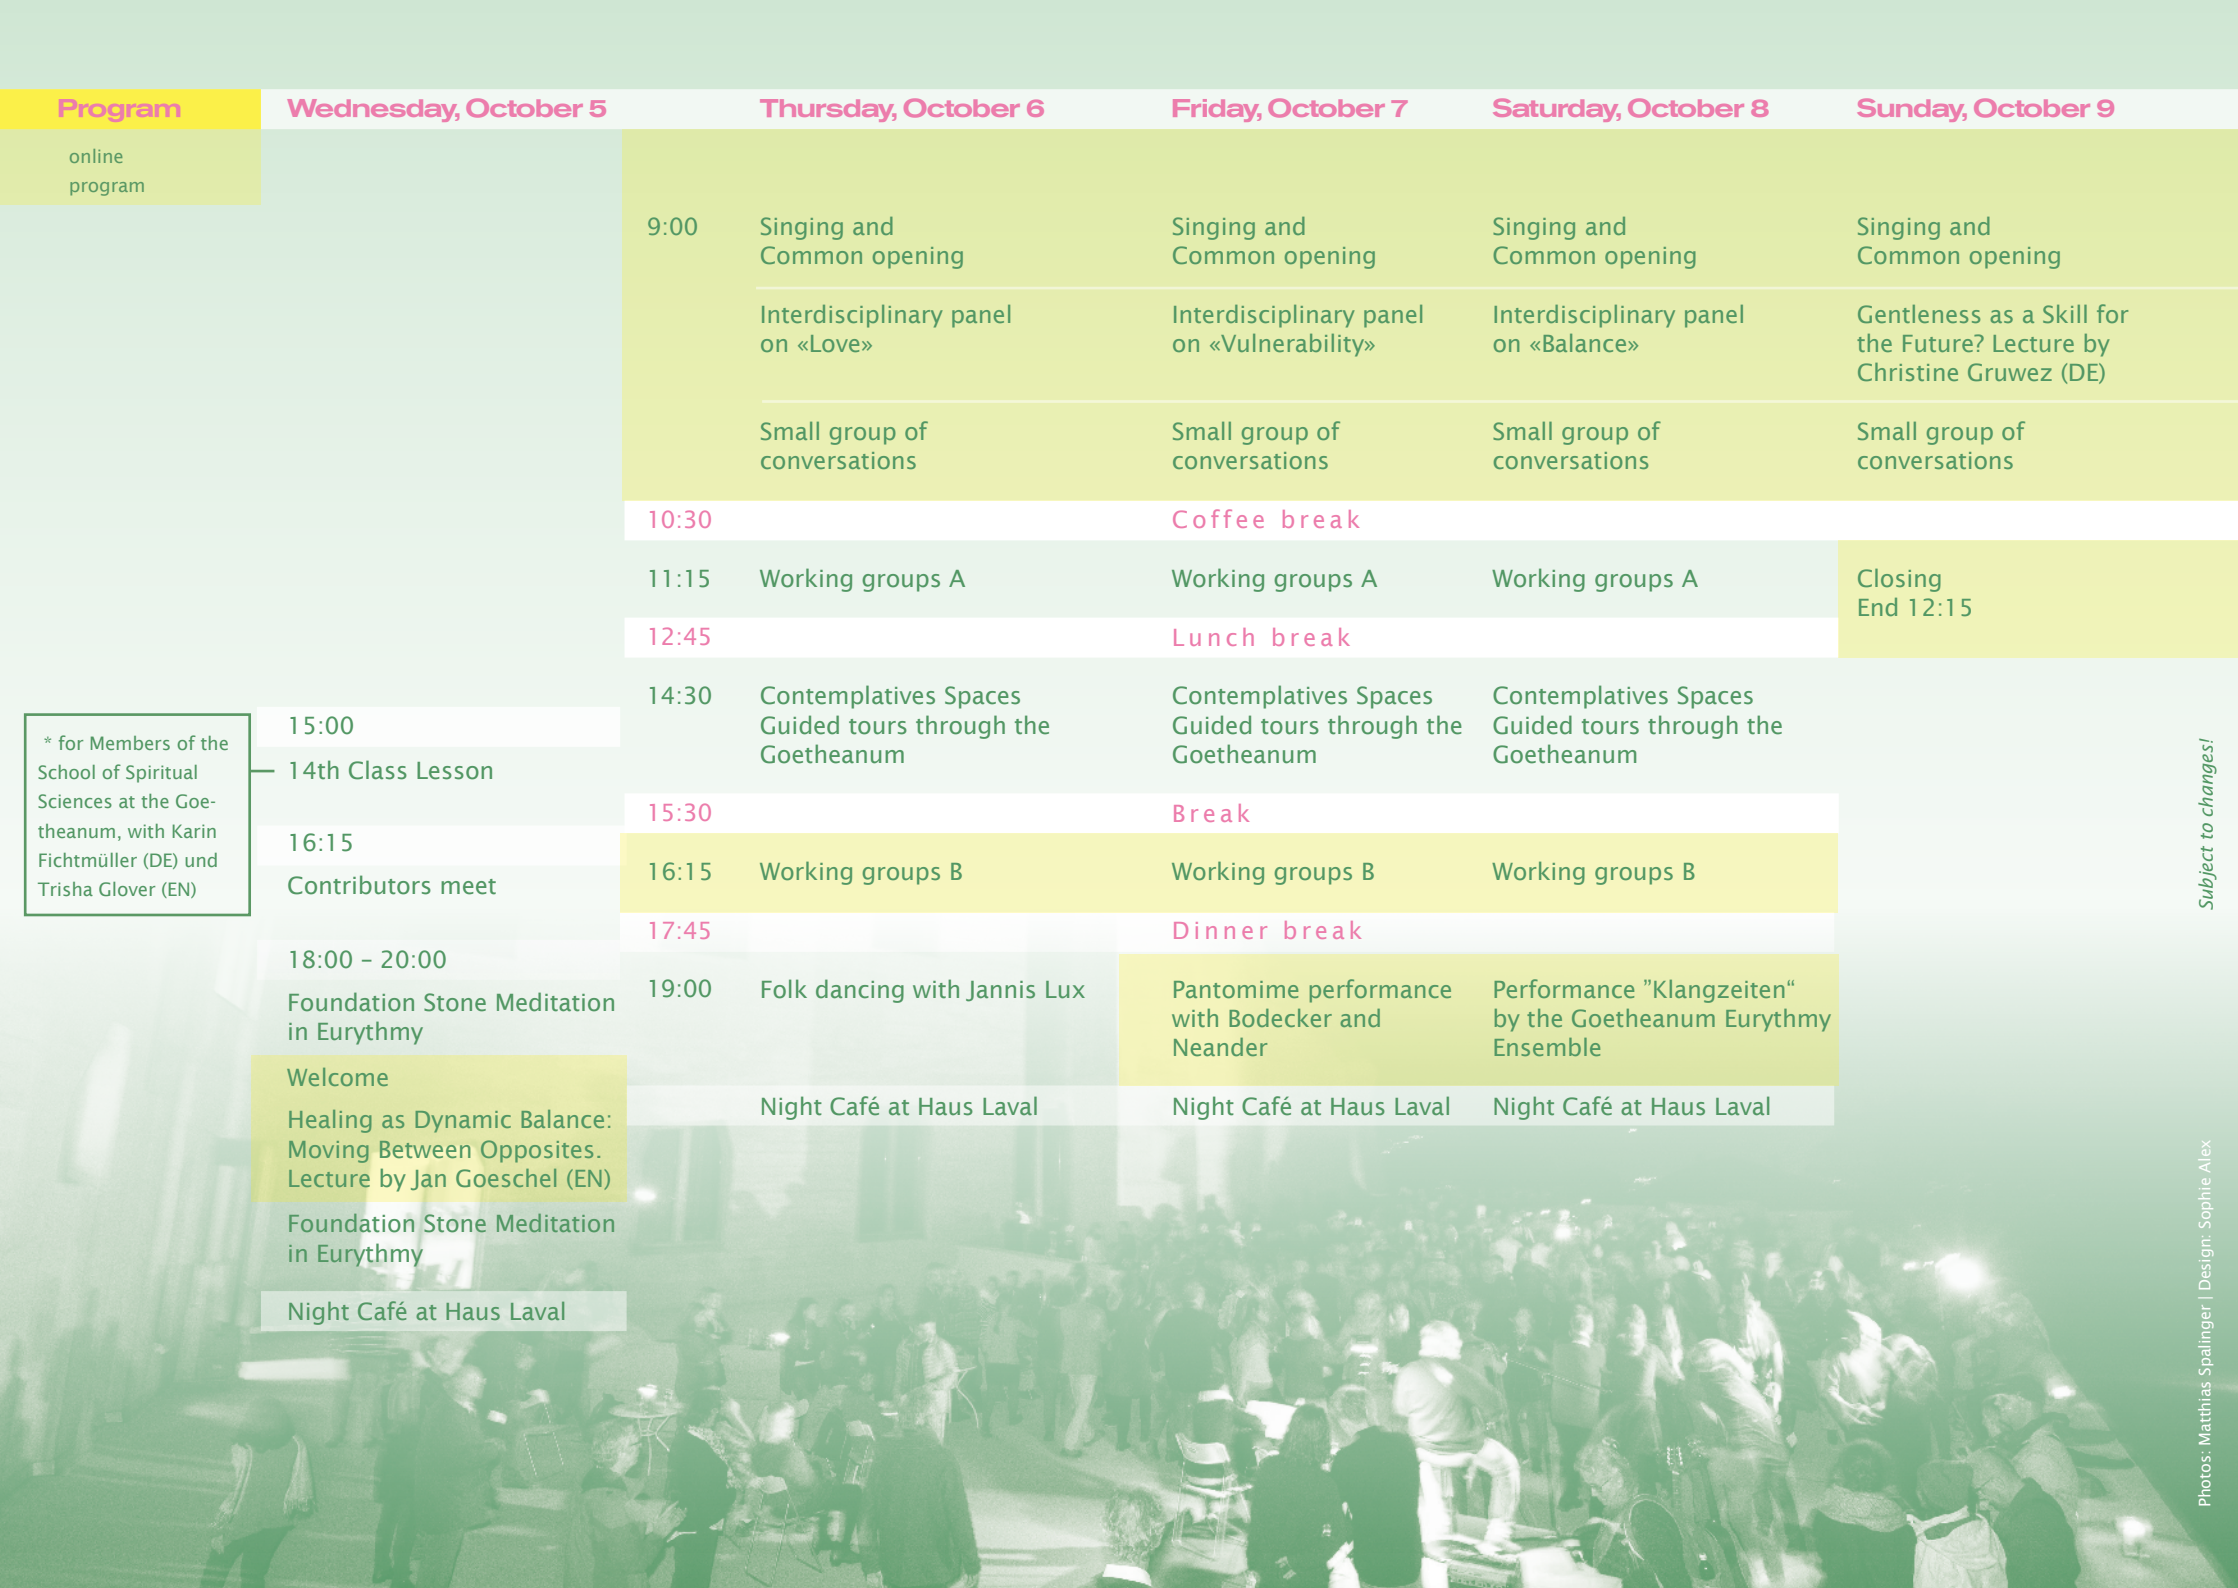 Program
online
program
* for Members of the
School of Spiritual
Sciences at the Goe-
theanum, with Karin
Fichtmüller (DE) und
Trisha Glover (EN)
Wednesday, October 5
15:00
14th Class Lesson
16:15
Contributors meet
18:00 – 20:00
Foundation Stone Meditation
in Eurythmy
Welcome
Healing as Dynamic Balance:
Moving Between Opposites.
Lecture by Jan Goeschel (EN)
Foundation Stone Meditation
in Eurythmy
Night Café at Haus Laval
Thursday, October 6
Friday, October 7
Saturday, October 8
Sunday, October 9
9:00
Singing and
Common opening
Singing and
Common opening
Singing and
Common opening
Singing and
Common opening
Interdisciplinary panel
on «Love»
Interdisciplinary panel
on «Vulnerability»
Interdisciplinary panel
on «Balance»
Gentleness as a Skill for
the Future? Lecture by
Christine Gruwez (DE)
Small group of
conversations
Small group of
conversations
Small group of
conversations
Small group of
conversations
10:30
Coffee break
11:15
Working groups A
Working groups A
Working groups A
Closing
End 12:15
12:45
Lunch break
14:30
Contemplatives Spaces
Guided tours through the
Goetheanum
Contemplatives Spaces
Guided tours through the
Goetheanum
Contemplatives Spaces
Guided tours through the
Goetheanum
15:30
Break
16:15
Working groups B
Working groups B
Working groups B
17:45
Dinner break
19:00
Folk dancing with Jannis Lux
Pantomime performance
with Bodecker and
Neander
Performance ”Klangzeiten“
by the Goetheanum Eurythmy
Ensemble
Night Café at Haus Laval
Night Café at Haus Laval
Night Café at Haus Laval
Subject to changes!
Photos: Matthias Spalinger | Design: Sophie Alex